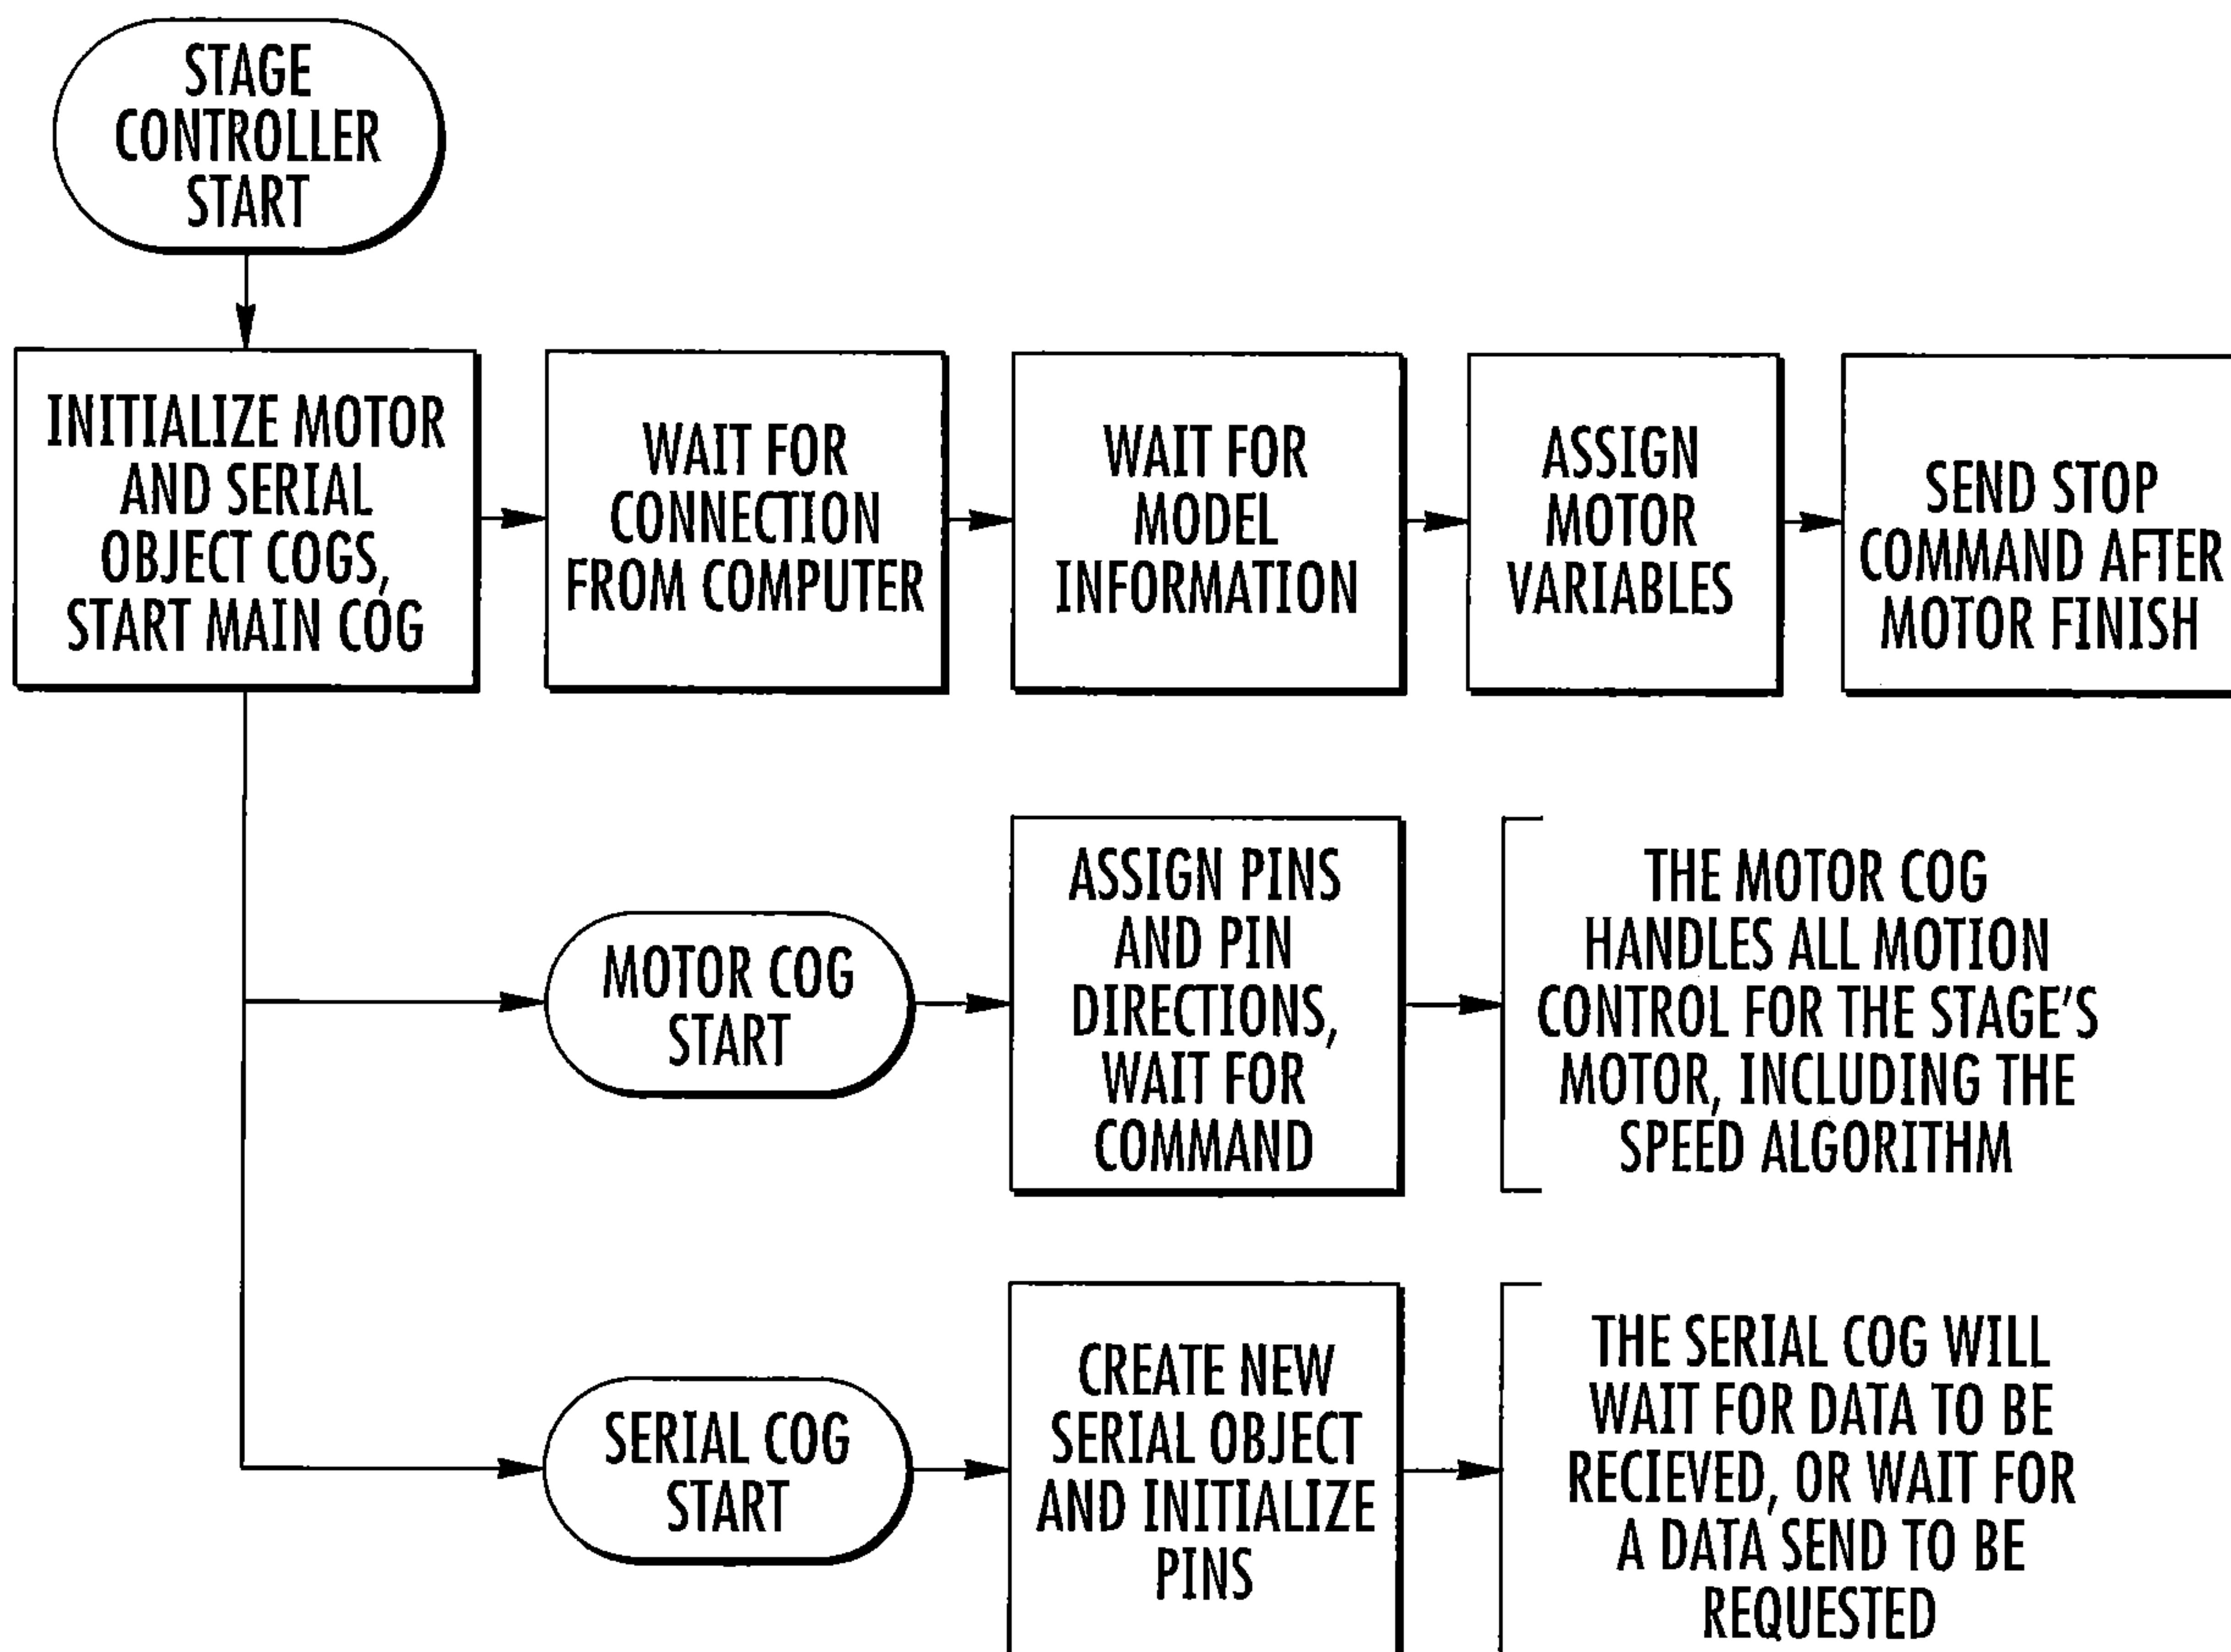 STAGE
CONTROLLER
START
INITIALIZE MOTOR
AND SERIAL
OBJECT COGS,
START MAIN COG
WAIT FOR
CONNECTION
FROM COMPUTER
WAIT FOR
MODEL
INFORMATION
ASSIGN
MOTOR
VARIABLES
SEND STOP
COMMAND AFTER
MOTOR FINISH
MOTOR COG
START
ASSIGN PINS
AND PIN
DIRECTIONS,
WAIT FOR
COMMAND
THE MOTOR COG
HANDLES ALL MOTION
CONTROL FOR THE STAGE'S
MOTOR, INCLUDING THE
SPEED ALGORITHM
SERIAL COG
START
CREATE NEW
SERIAL OBJECT
AND INITIALIZE
PINS
THE SERIAL COG WILL
WAIT FOR DATA TO BE
RECIEVED, OR WAIT FOR
A DATA SEND TO BE
REQUESTED